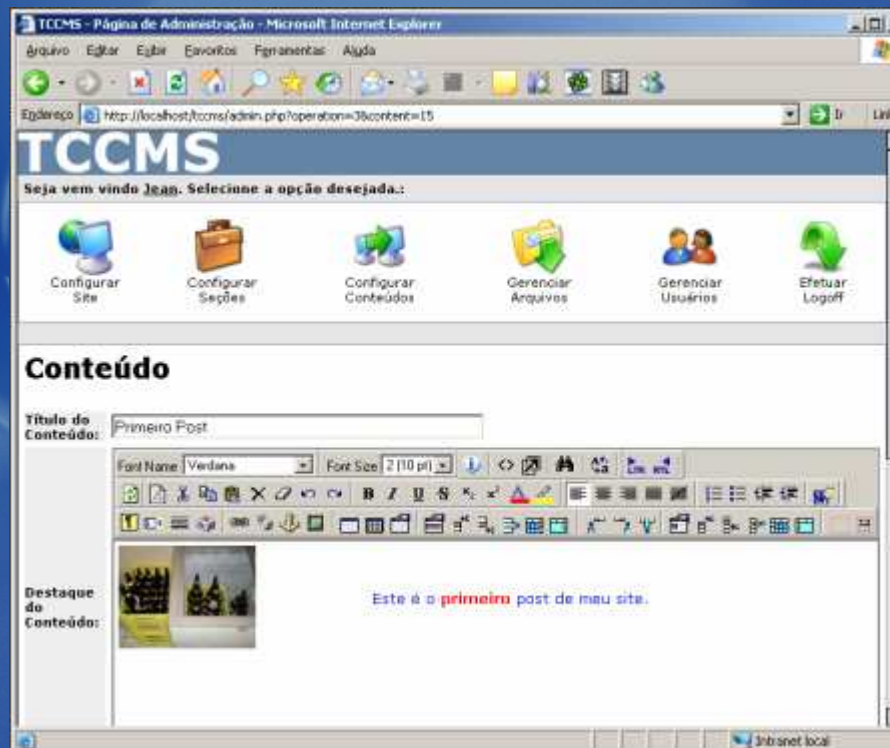 TCCMS - Página de Administração - Microsoft Internet Explorer
Arquivo Editar Exibir Favoritos Ferramentas Ajuda
Endereço http://localhost/tccms/admin.php?operation=3&content=15 Ir Lin
TCCMS
Seja vem vindo Jean. Selecione a opção desejada.:
Configurar Site
Configurar Seções
Configurar Conteúdos
Gerenciar Arquivos
Gerenciar Usuários
Efetuar Logoff
Conteúdo
Título do Conteúdo: Primeiro Post
Font Name Verdana Font Size 2 (10 pt)
Destaque do Conteúdo:
Este é o primeiro post de meu site.
Intranet local